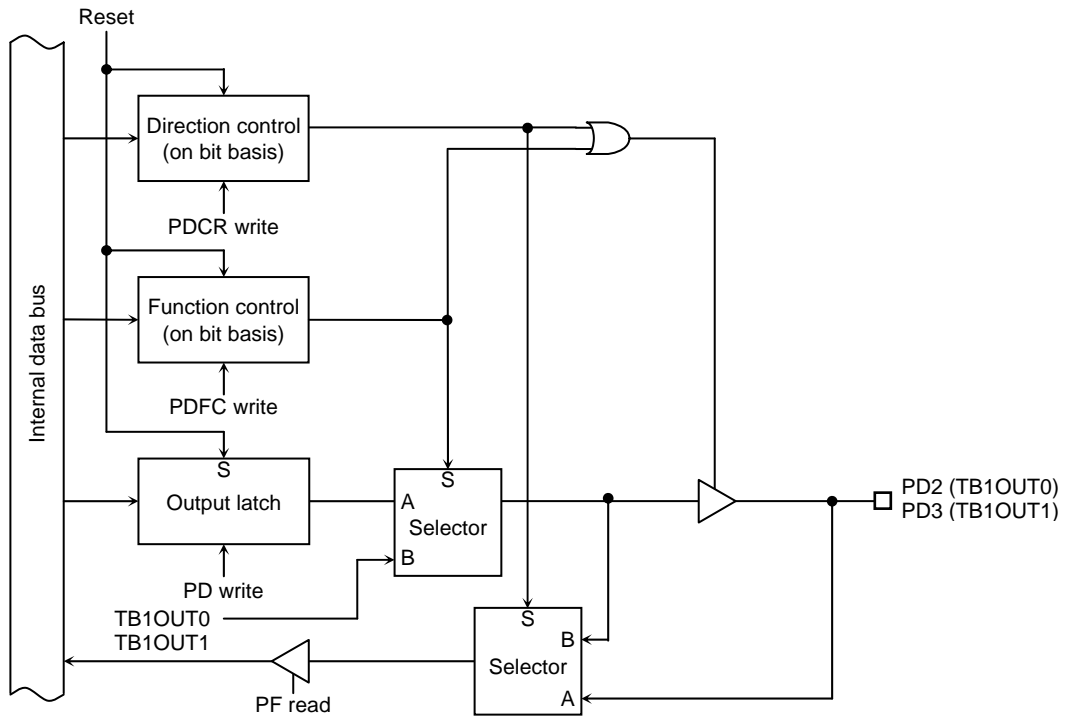 Reset
Direction control
(on bit basis)
PDCR write
Function control
(on bit basis)
PDFC write
Internal data bus
S
Output latch
PD write
S
A
Selector
B
PD2 (TB1OUT0)
PD3 (TB1OUT1)
TB1OUT0
TB1OUT1
S
B
Selector
A
PF read